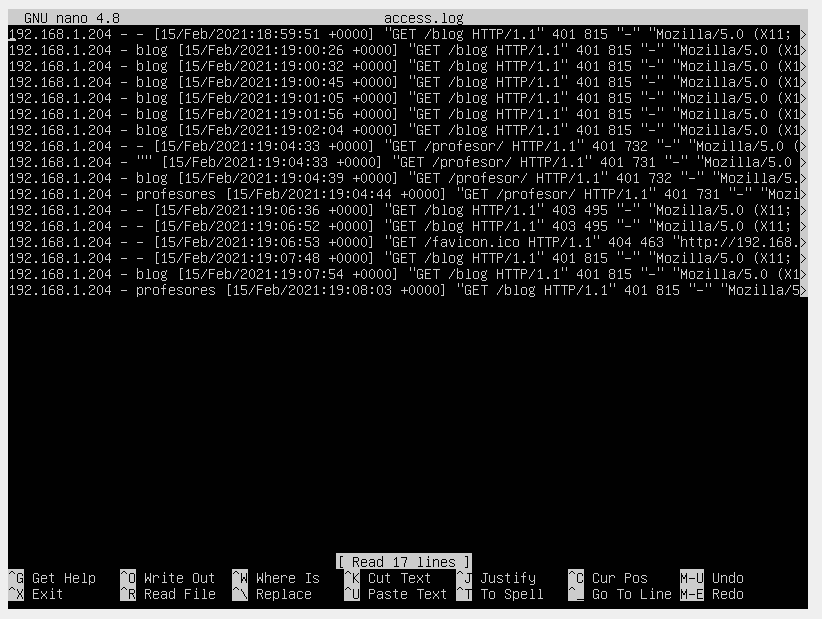 GNU nano 4.8 access.log
192.168.1.204 - - [15/Feb/2021:18:59:51 +0000] "GET /blog HTTP/1.1" 401 815 "-" "Mozilla/5.0 (X11; >
192.168.1.204 - blog [15/Feb/2021:19:00:26 +0000] "GET /blog HTTP/1.1" 401 815 "-" "Mozilla/5.0 (X1>
192.168.1.204 - blog [15/Feb/2021:19:00:32 +0000] "GET /blog HTTP/1.1" 401 815 "-" "Mozilla/5.0 (X1>
192.168.1.204 - blog [15/Feb/2021:19:00:45 +0000] "GET /blog HTTP/1.1" 401 815 "-" "Mozilla/5.0 (X1>
192.168.1.204 - blog [15/Feb/2021:19:01:05 +0000] "GET /blog HTTP/1.1" 401 815 "-" "Mozilla/5.0 (X1>
192.168.1.204 - blog [15/Feb/2021:19:01:56 +0000] "GET /blog HTTP/1.1" 401 815 "-" "Mozilla/5.0 (X1>
192.168.1.204 - blog [15/Feb/2021:19:02:04 +0000] "GET /blog HTTP/1.1" 401 815 "-" "Mozilla/5.0 (X1>
192.168.1.204 - - [15/Feb/2021:19:04:33 +0000] "GET /profesor/ HTTP/1.1" 401 732 "-" "Mozilla/5.0 (>
192.168.1.204 - "" [15/Feb/2021:19:04:33 +0000] "GET /profesor/ HTTP/1.1" 401 731 "-" "Mozilla/5.0 >
192.168.1.204 - blog [15/Feb/2021:19:04:39 +0000] "GET /profesor/ HTTP/1.1" 401 732 "-" "Mozilla/5.>
192.168.1.204 - profesores [15/Feb/2021:19:04:44 +0000] "GET /profesor/ HTTP/1.1" 401 731 "-" "Mozi>
192.168.1.204 - - [15/Feb/2021:19:06:36 +0000] "GET /blog HTTP/1.1" 403 495 "-" "Mozilla/5.0 (X11; >
192.168.1.204 - - [15/Feb/2021:19:06:52 +0000] "GET /blog HTTP/1.1" 403 495 "-" "Mozilla/5.0 (X11; >
192.168.1.204 - - [15/Feb/2021:19:06:53 +0000] "GET /favicon.ico HTTP/1.1" 404 463 "http://192.168.>
192.168.1.204 - - [15/Feb/2021:19:07:48 +0000] "GET /blog HTTP/1.1" 401 815 "-" "Mozilla/5.0 (X11; >
192.168.1.204 - blog [15/Feb/2021:19:07:54 +0000] "GET /blog HTTP/1.1" 401 815 "-" "Mozilla/5.0 (X1>
192.168.1.204 - profesores [15/Feb/2021:19:08:03 +0000] "GET /blog HTTP/1.1" 401 815 "-" "Mozilla/5>
[ Read 17 lines ]
^G Get Help ^O Write Out ^W Where Is ^K Cut Text ^J Justify ^C Cur Pos M-U Undo
^X Exit ^R Read File ^\ Replace ^U Paste Text ^T To Spell ^_ Go To Line M-E Redo